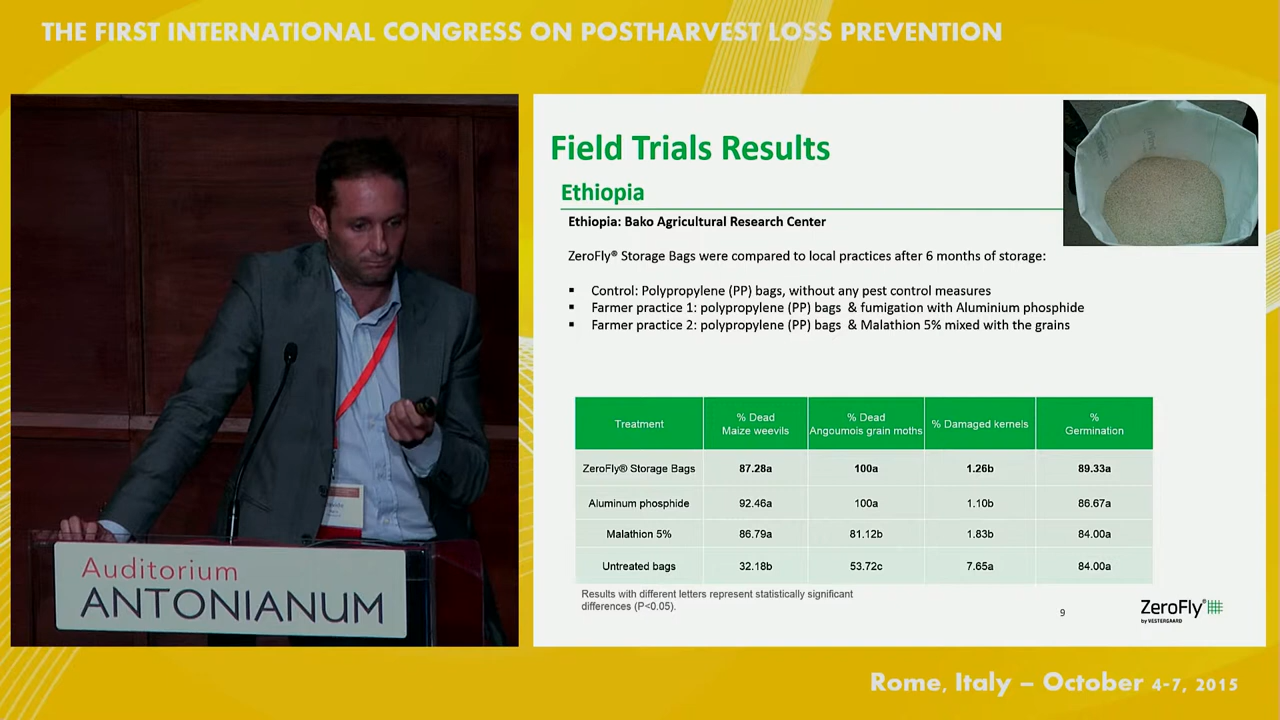 THE FIRST INTERNATIONAL CONGRESS ON POSTHARVEST LOSS PREVENTION
Auditorium
ANTONIANUM
Field Trials Results
Ethiopia
Ethiopia: Bako Agricultural Research Center
ZeroFly® Storage Bags were compared to local practices after 6 months of storage:
▪ Control: Polypropylene (PP) bags, without any pest control measures
▪ Farmer practice 1: polypropylene (PP) bags & fumigation with Aluminium phosphide
▪ Farmer practice 2: polypropylene (PP) bags & Malathion 5% mixed with the grains
Treatment % Dead Maize weevils % Dead Angoumois grain moths % Damaged kernels % Germination
ZeroFly® Storage Bags 87.28a 100a 1.26b 89.33a
Aluminum phosphide 92.46a 100a 1.10b 86.67a
Malathion 5% 86.79a 81.12b 1.83b 84.00a
Untreated bags 32.18b 53.72c 7.65a 84.00a
Results with different letters represent statistically significant
differences (P<0.05).
9
ZeroFly®
by VESTERGAARD
Rome, Italy – October 4-7, 2015